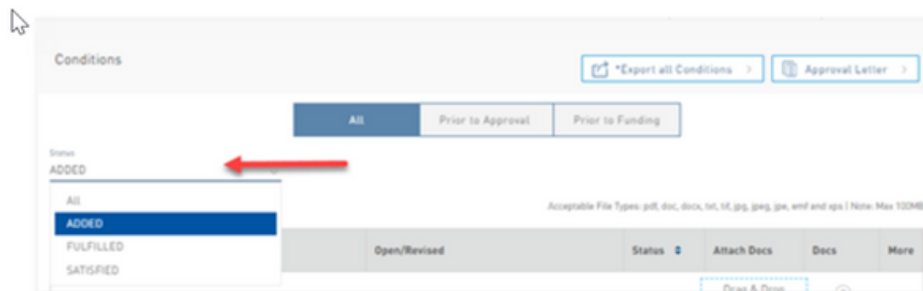 Conditions
*Export all Conditions >
Approval Letter >
All
Prior to Approval
Prior to Funding
Status
ADDED
All
ADDED
FULFILLED
SATISFIED
Acceptable File Types: pdf, doc, docx, txt, tif, jpg, jpeg, jpe, emf and xps | Note: Max 100MB
Open/Revised
Status
Attach Docs
Docs
More
Drag & Drop